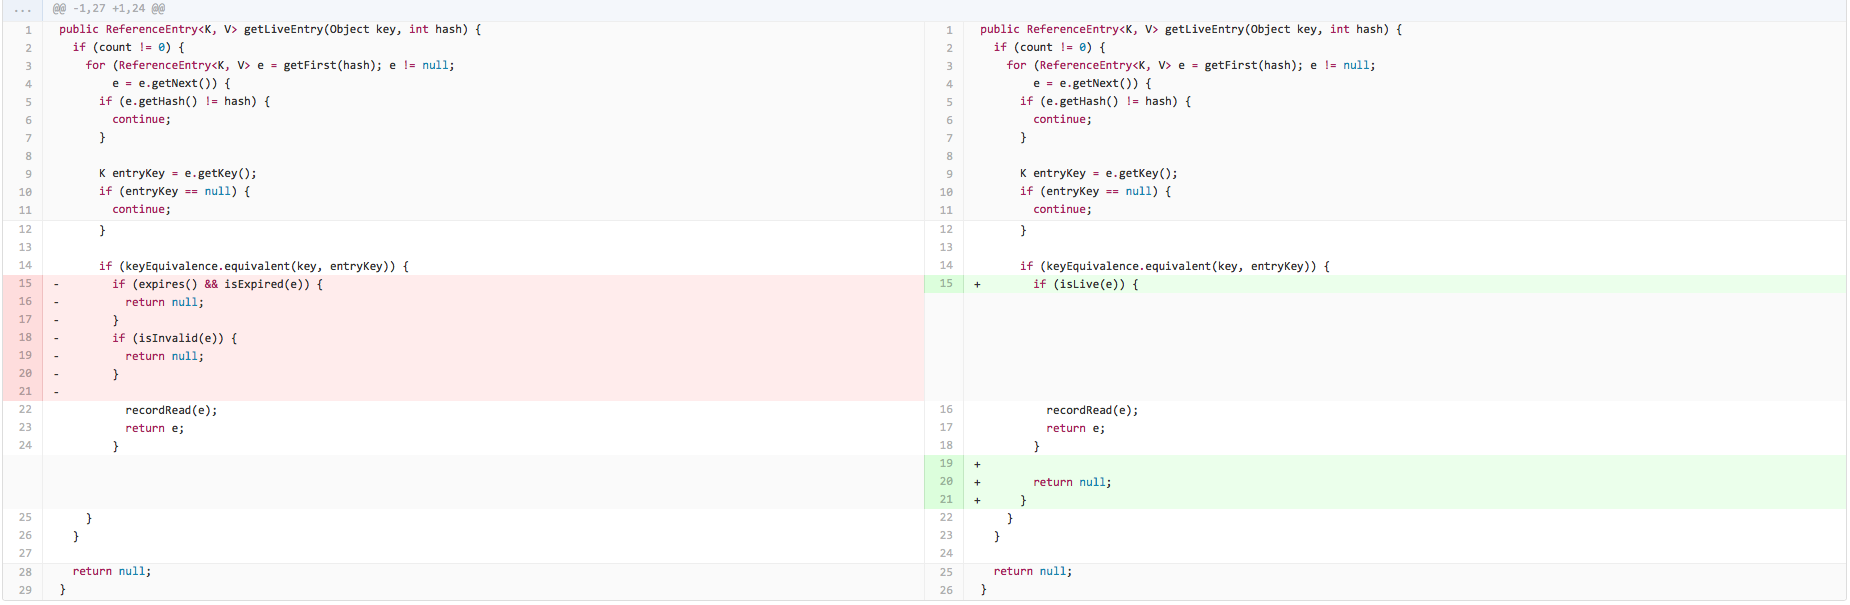 ... @@ -1,27 +1,24 @@
1 public ReferenceEntry<K, V> getLiveEntry(Object key, int hash) {
2 if (count != 0) {
3 for (ReferenceEntry<K, V> e = getFirst(hash); e != null;
4 e = e.getNext()) {
5 if (e.getHash() != hash) {
6 continue;
7 }
8
9 K entryKey = e.getKey();
10 if (entryKey == null) {
11 continue;
12 }
13
14 if (keyEquivalence.equivalent(key, entryKey)) {
15 - if (expires() && isExpired(e)) {
16 - return null;
17 - }
18 - if (isInvalid(e)) {
19 - return null;
20 - }
21 -
22 recordRead(e);
23 return e;
24 }
25 }
26 }
27
28 return null;
29 }
1 public ReferenceEntry<K, V> getLiveEntry(Object key, int hash) {
2 if (count != 0) {
3 for (ReferenceEntry<K, V> e = getFirst(hash); e != null;
4 e = e.getNext()) {
5 if (e.getHash() != hash) {
6 continue;
7 }
8
9 K entryKey = e.getKey();
10 if (entryKey == null) {
11 continue;
12 }
13
14 if (keyEquivalence.equivalent(key, entryKey)) {
15 + if (isLive(e)) {
16 recordRead(e);
17 return e;
18 }
19 +
20 + return null;
21 + }
22 }
23 }
24
25 return null;
26 }